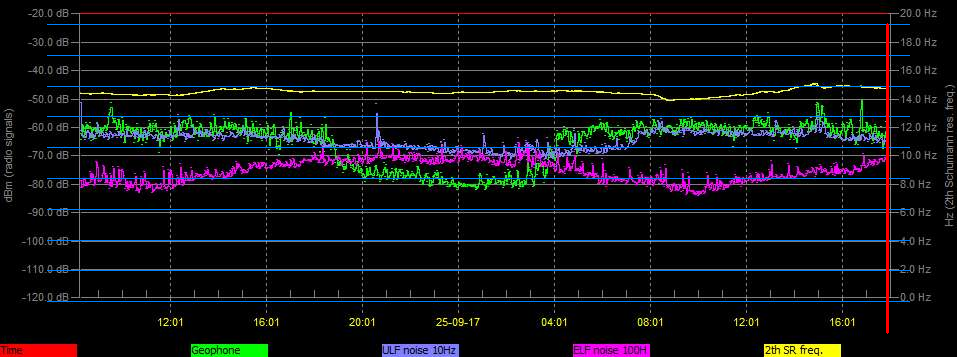 -20.0 dB 20.0 Hz
-30.0 dB 18.0 Hz
-40.0 dB 16.0 Hz
-50.0 dB 14.0 Hz
-60.0 dB 12.0 Hz
-70.0 dB 10.0 Hz
-80.0 dB 8.0 Hz
-90.0 dB 6.0 Hz
-100.0 dB 4.0 Hz
-110.0 dB 2.0 Hz
-120.0 dB 0.0 Hz
dBm (radio signals)
Hz (2th Schumann res. freq.)
12:01 16:01 20:01 25-09-17 04:01 08:01 12:01 16:01
Time Geophone ULF noise 10Hz ELF noise 100H 2th SR freq.